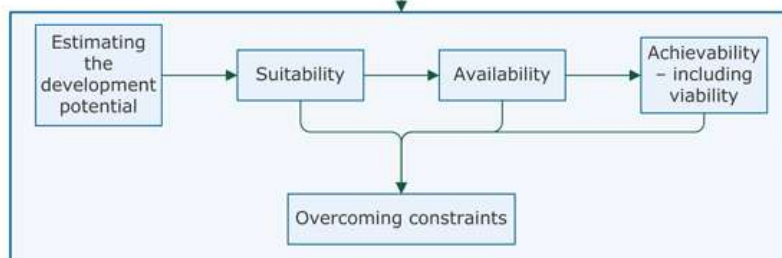 Estimating
the
development
potential
Suitability
Availability
Achievability
– including
viability
Overcoming constraints